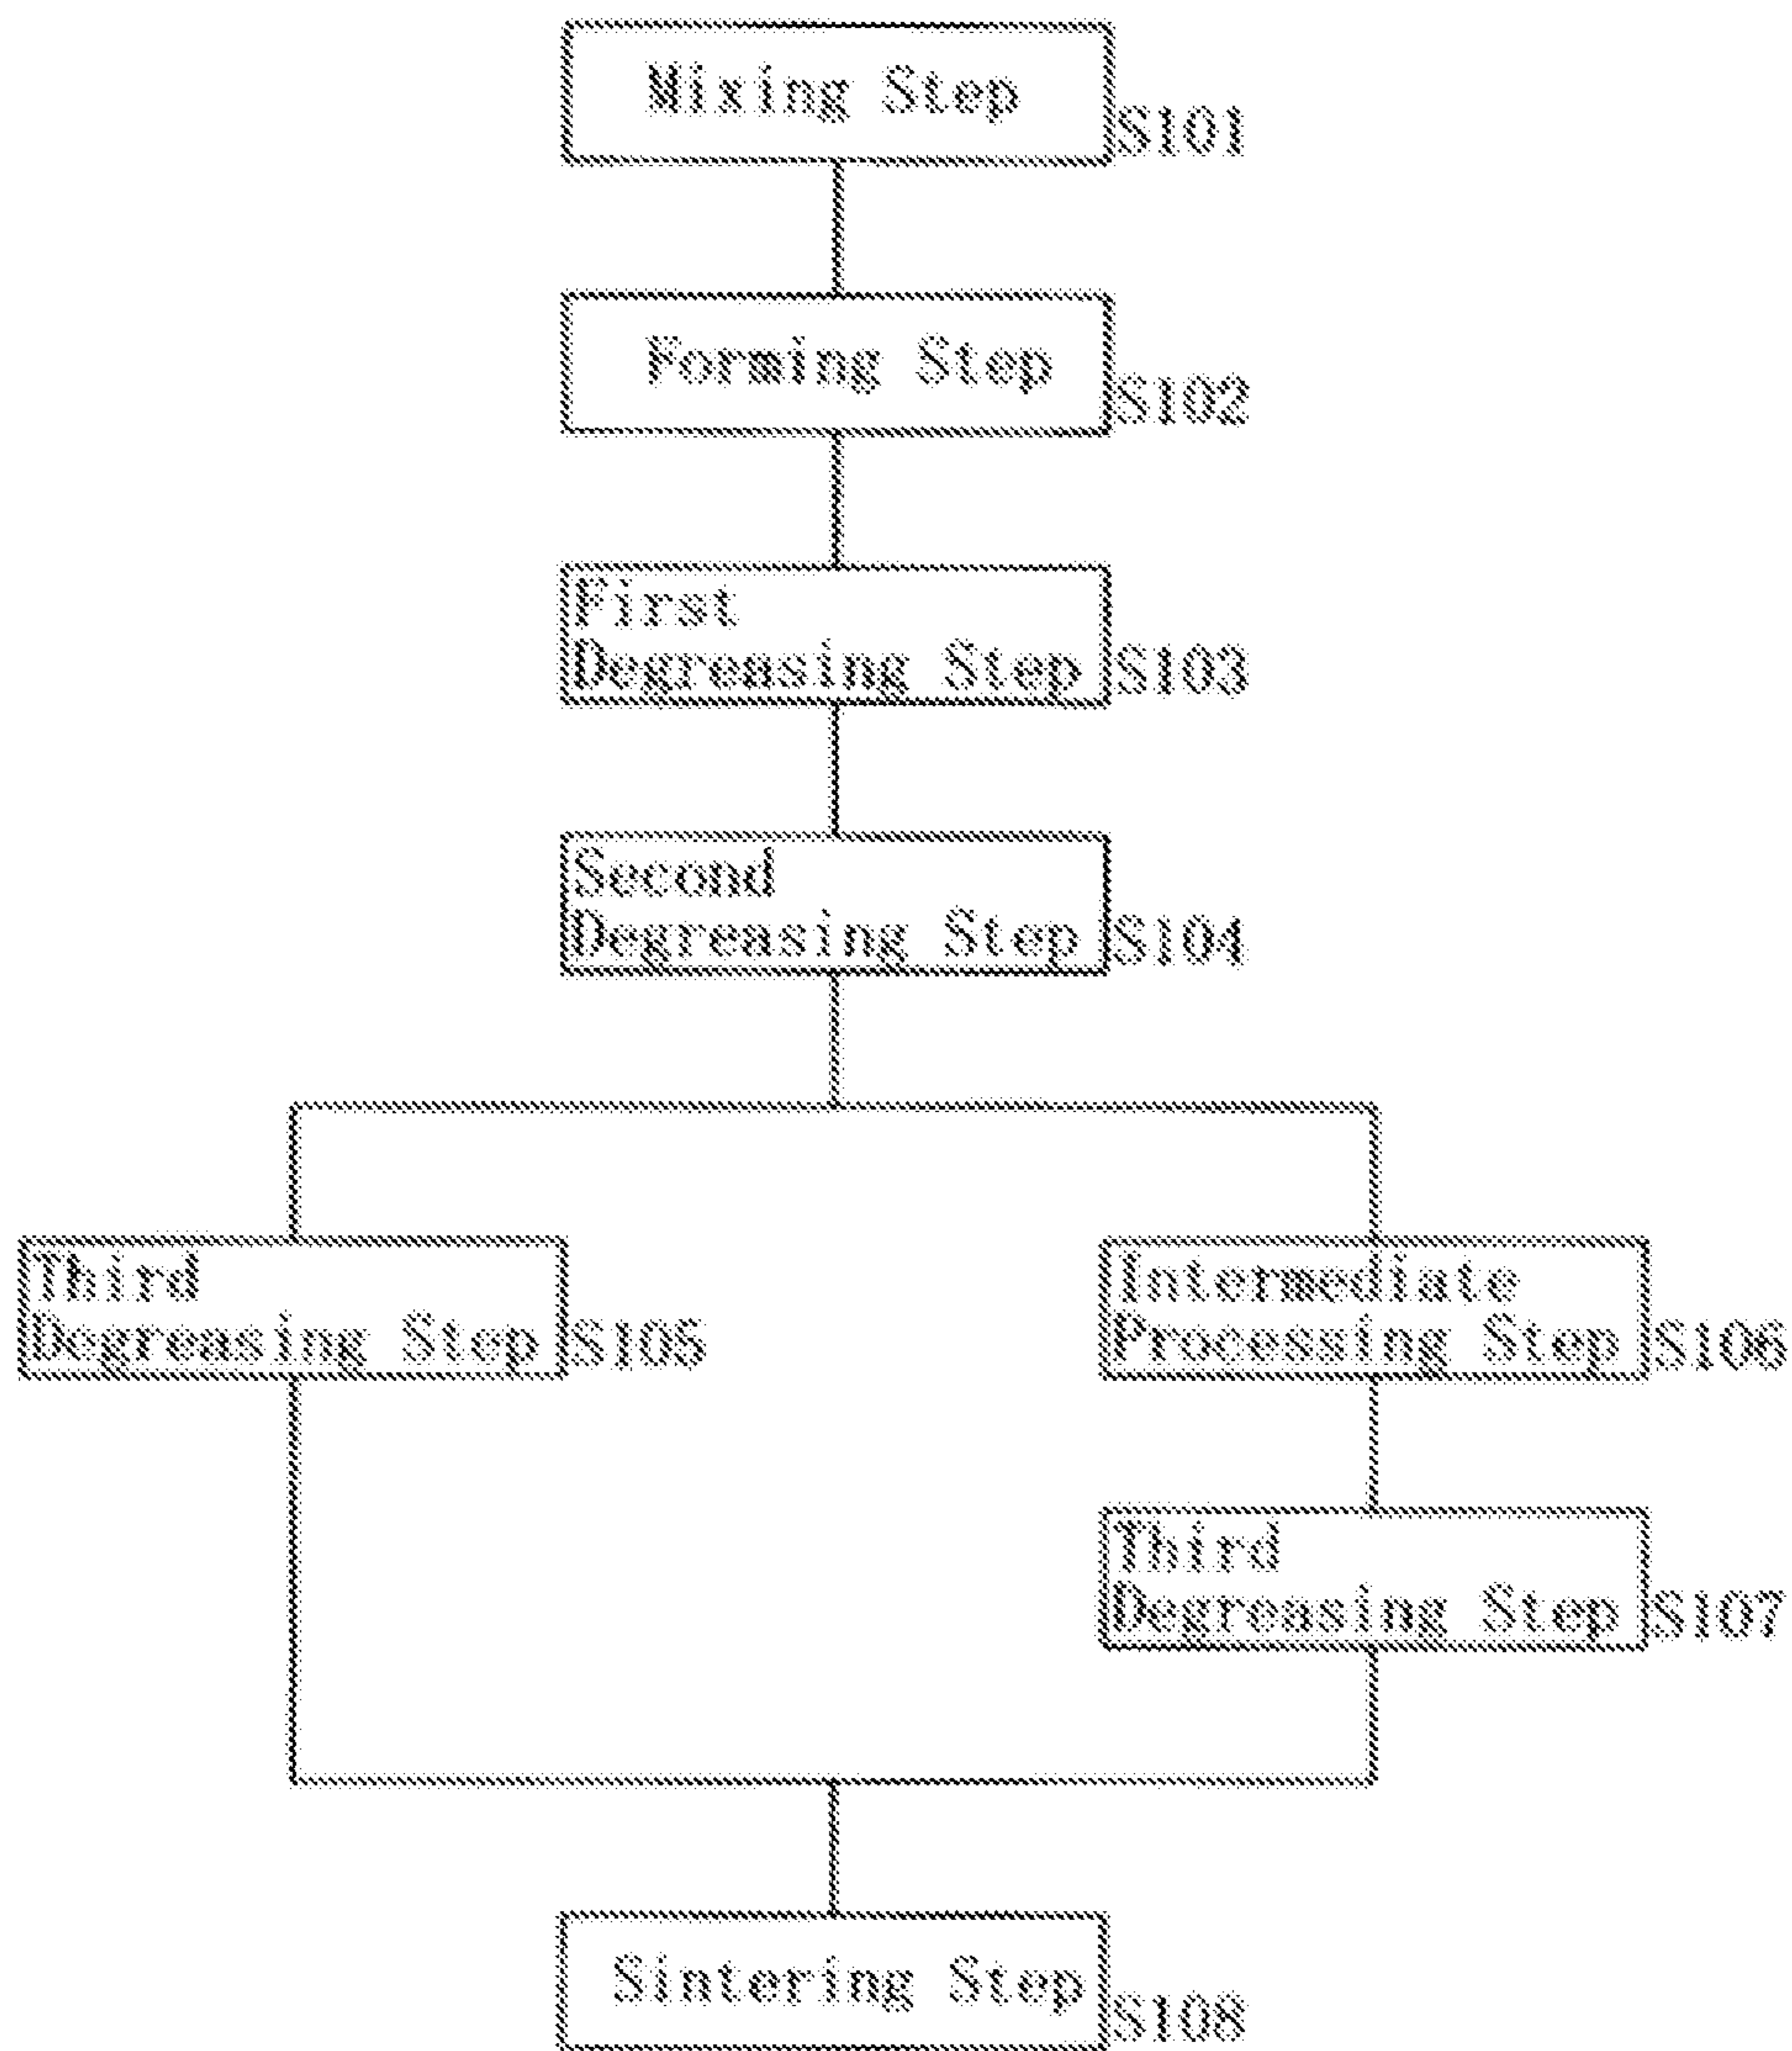 Mixing Step
S101
Forming Step
S102
First
Degreasing Step
S103
Second
Degreasing Step
S104
Third
Degreasing Step
S105
Intermediate
Processing Step
S106
Third
Degreasing Step
S107
Sintering Step
S108